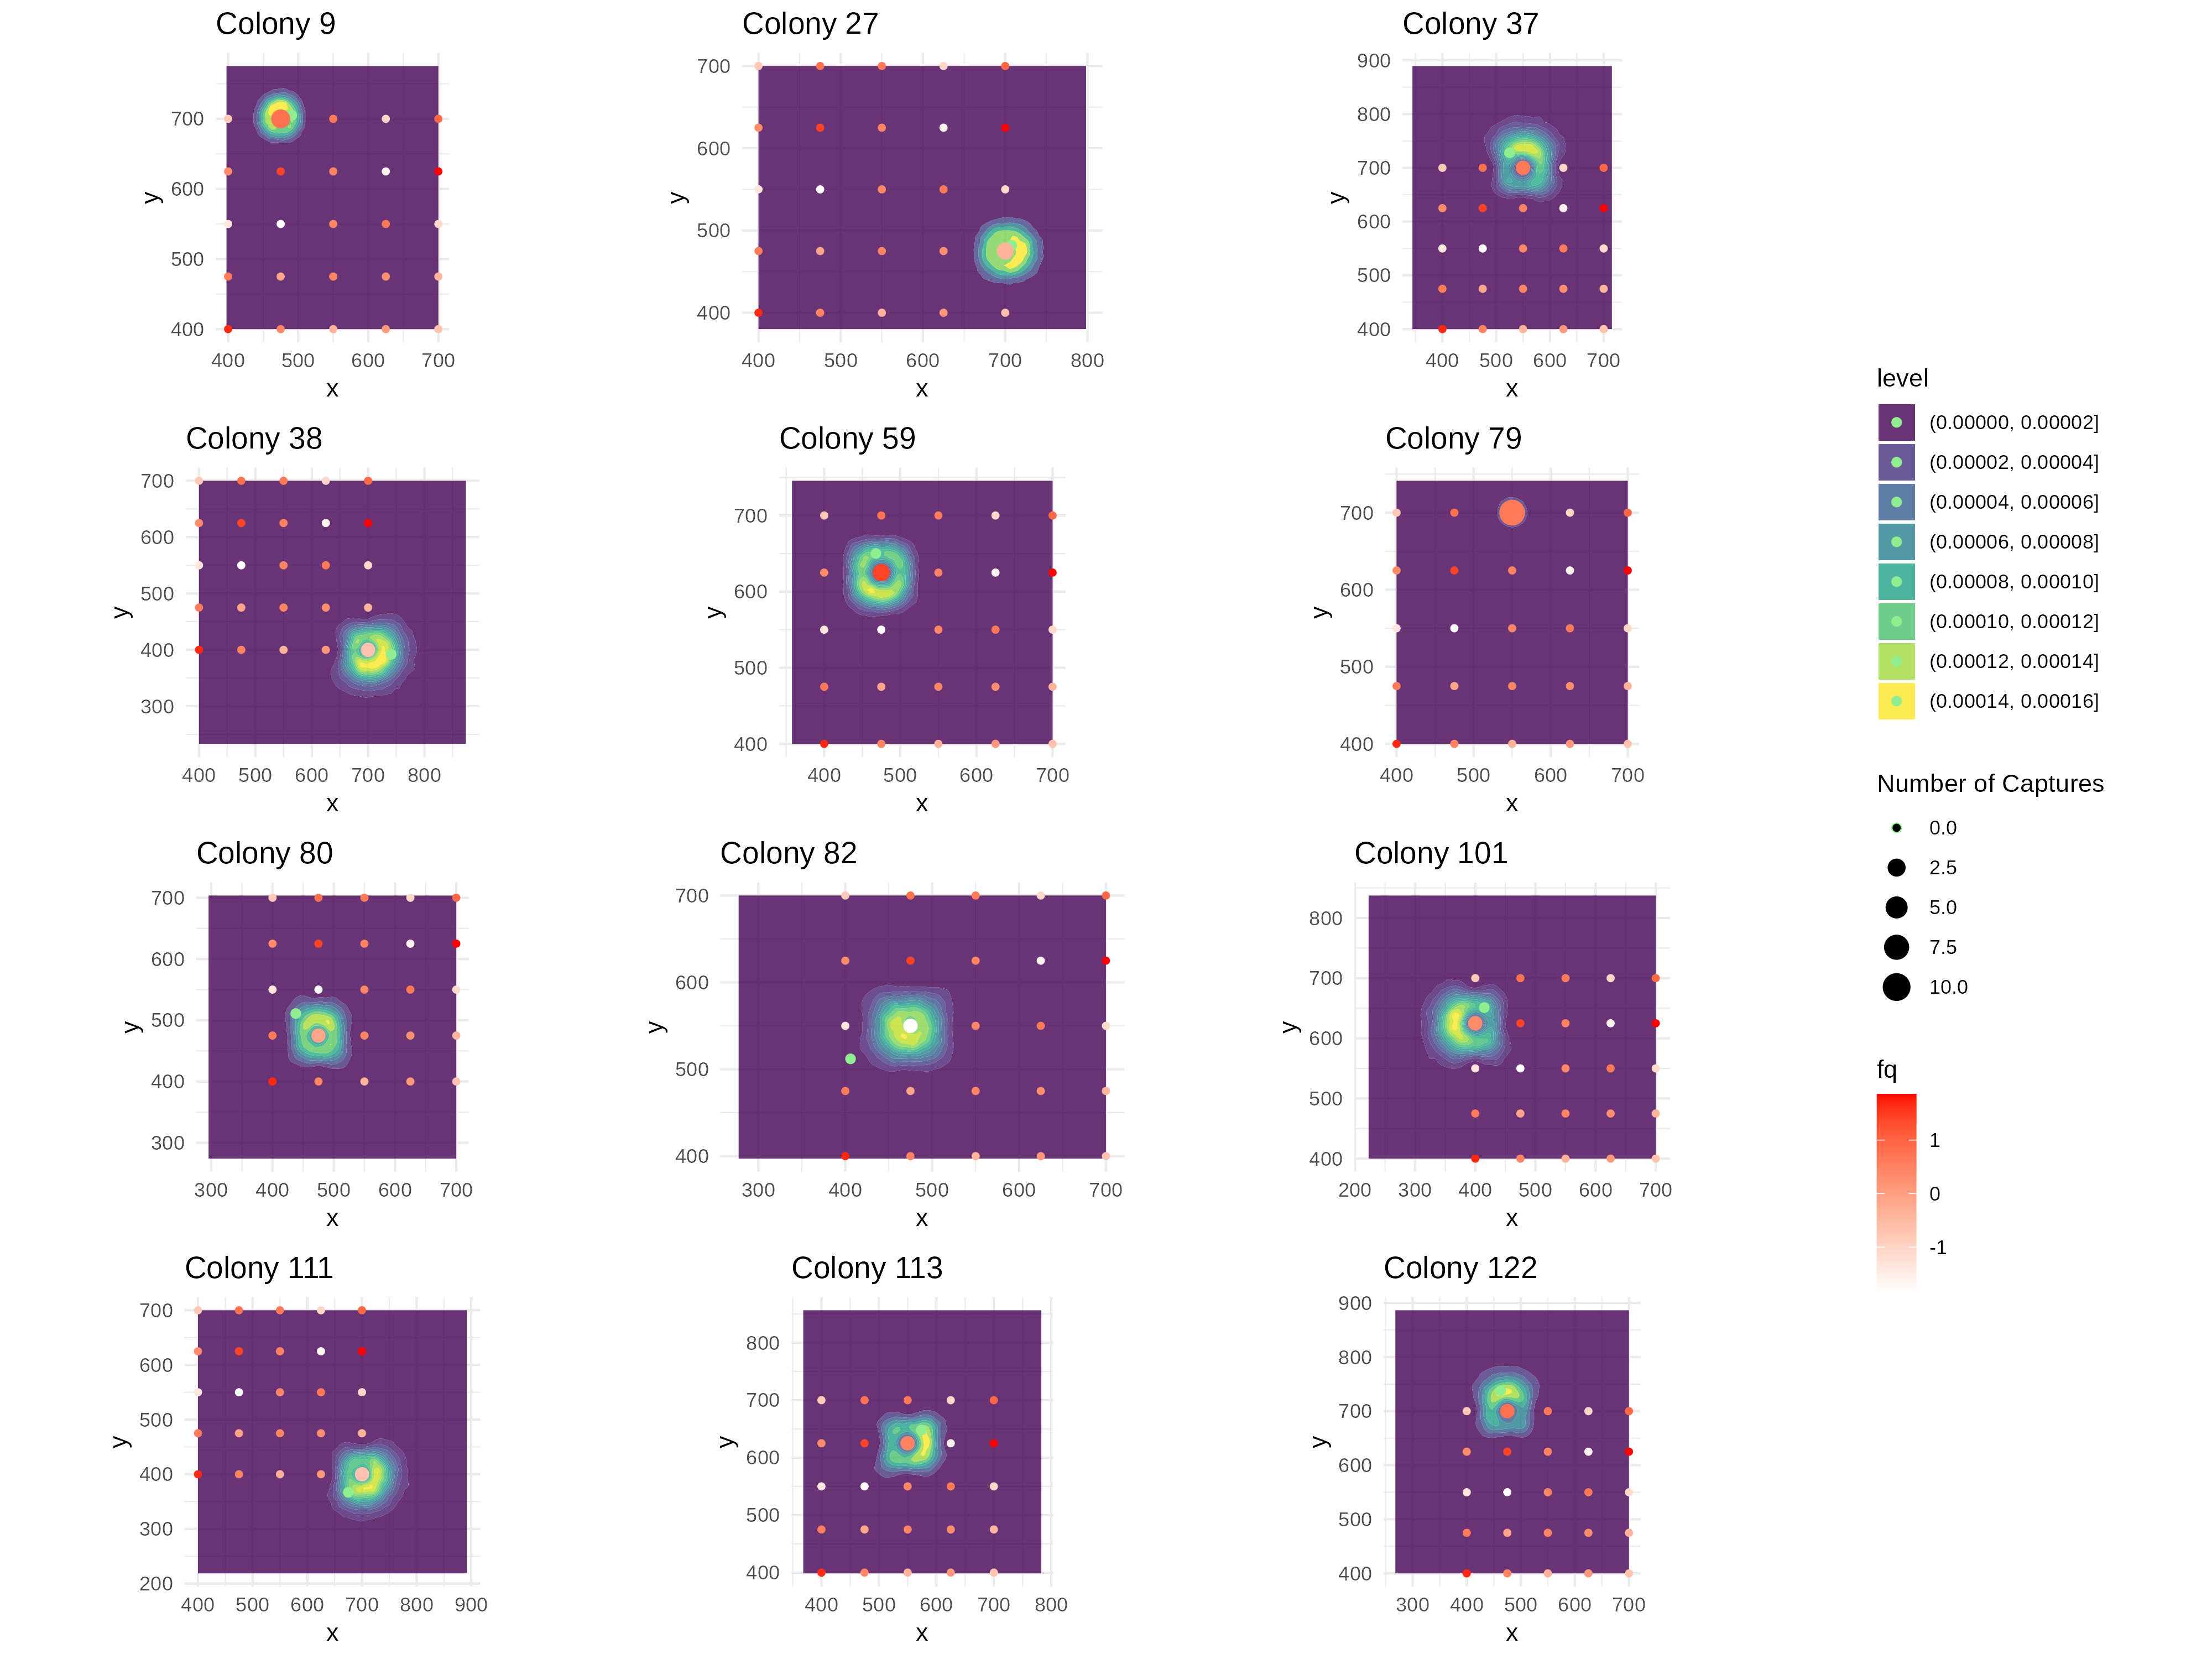 Colony 9
700
600
500
400
400 500 600 700
x
y
Colony 27
700
600
500
400
400 500 600 700 800
x
y
Colony 37
900
800
700
600
500
400
400 500 600 700
x
y
Colony 38
700
600
500
400
300
400 500 600 700 800
x
y
Colony 59
700
600
500
400
400 500 600 700
x
y
Colony 79
700
600
500
400
400 500 600 700
x
y
Colony 80
700
600
500
400
300
300 400 500 600 700
x
y
Colony 82
700
600
500
400
300 400 500 600 700
x
y
Colony 101
800
700
600
500
400
200 300 400 500 600 700
x
y
Colony 111
700
600
500
400
300
200
400 500 600 700 800 900
x
y
Colony 113
800
700
600
500
400
400 500 600 700 800
x
y
Colony 122
900
800
700
600
500
400
300 400 500 600 700
x
y
level
(0.00000, 0.00002]
(0.00002, 0.00004]
(0.00004, 0.00006]
(0.00006, 0.00008]
(0.00008, 0.00010]
(0.00010, 0.00012]
(0.00012, 0.00014]
(0.00014, 0.00016]
Number of Captures
0.0
2.5
5.0
7.5
10.0
fq
1
0
-1